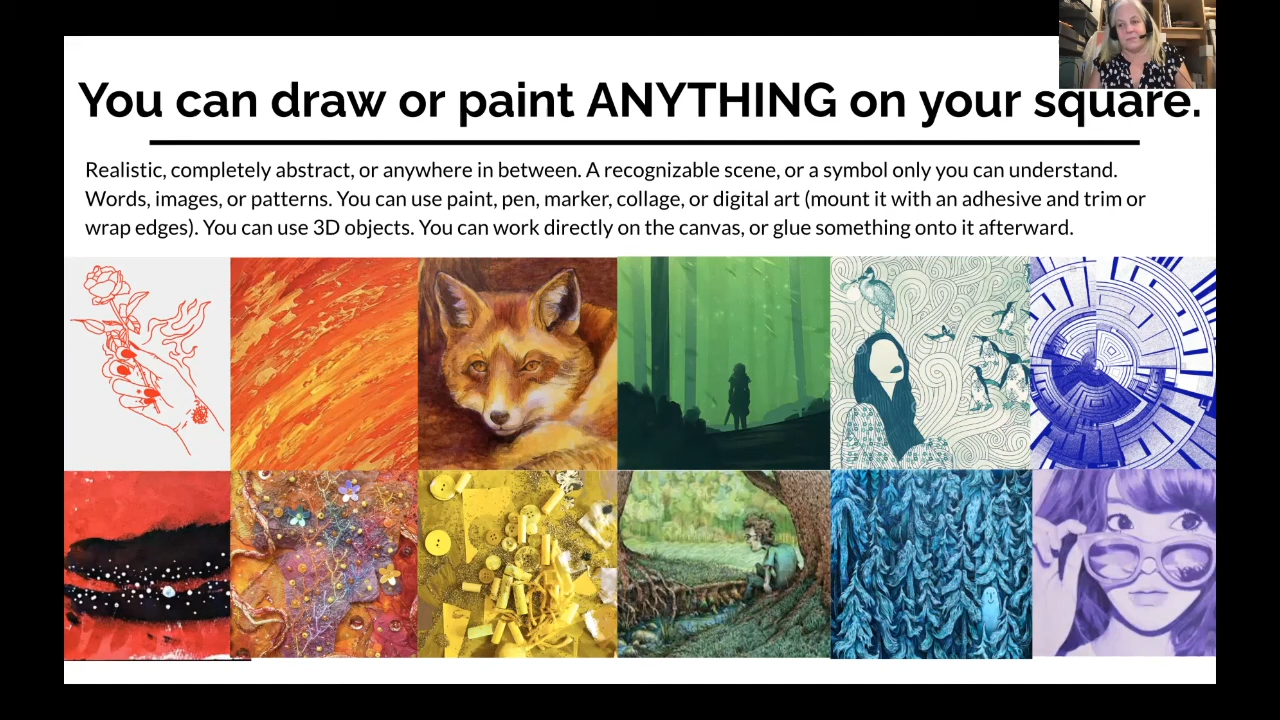 You can draw or paint ANYTHING on your square.
Realistic, completely abstract, or anywhere in between. A recognizable scene, or a symbol only you can understand.
Words, images, or patterns. You can use paint, pen, marker, collage, or digital art (mount it with an adhesive and trim or
wrap edges). You can use 3D objects. You can work directly on the canvas, or glue something onto it afterward.